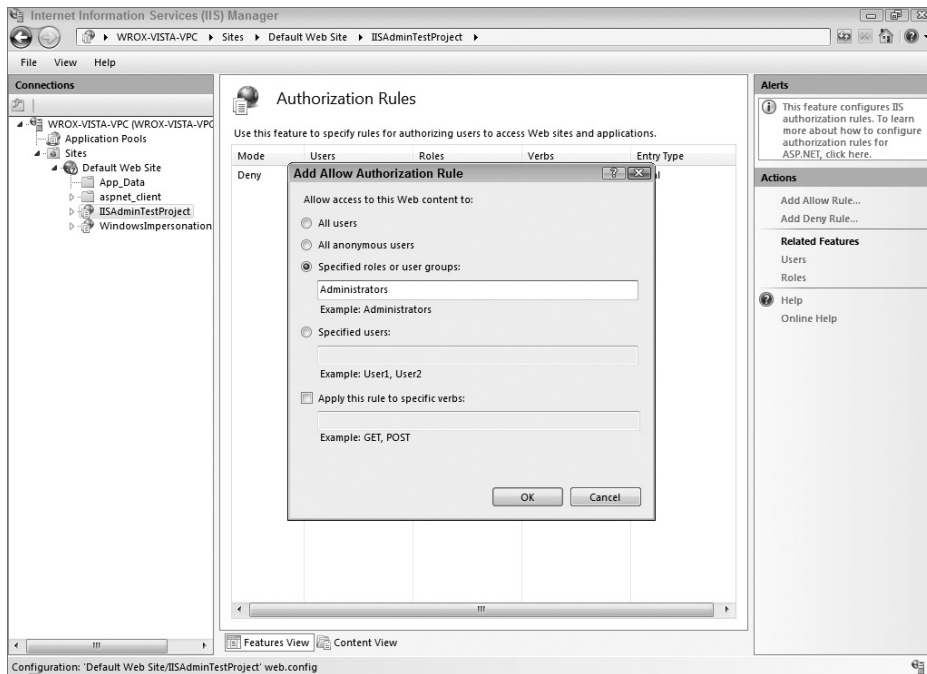 Internet Information Services (IIS) Manager
WROX-VISTA-VPC Sites Default Web Site IISAdminTestProject
File View Help
Connections
WROX-VISTA-VPC (WROX-VISTA-VPC
Application Pools
Sites
Default Web Site
App_Data
aspnet_client
IISAdminTestProject
WindowsImpersonation
Authorization Rules
Use this feature to specify rules for authorizing users to access Web sites and applications.
Mode Users Roles Verbs Entry Type
Deny
Add Allow Authorization Rule
Allow access to this Web content to:
All users
All anonymous users
Specified roles or user groups:
Administrators
Example: Administrators
Specified users:
Example: User1, User2
Apply this rule to specific verbs:
Example: GET, POST
OK Cancel
Features View Content View
Alerts
This feature configures IIS
authorization rules. To learn
more about how to configure
authorization rules for
ASP.NET, click here.
Actions
Add Allow Rule...
Add Deny Rule...
Related Features
Users
Roles
Help
Online Help
Configuration: 'Default Web Site/IISAdminTestProject' web.config